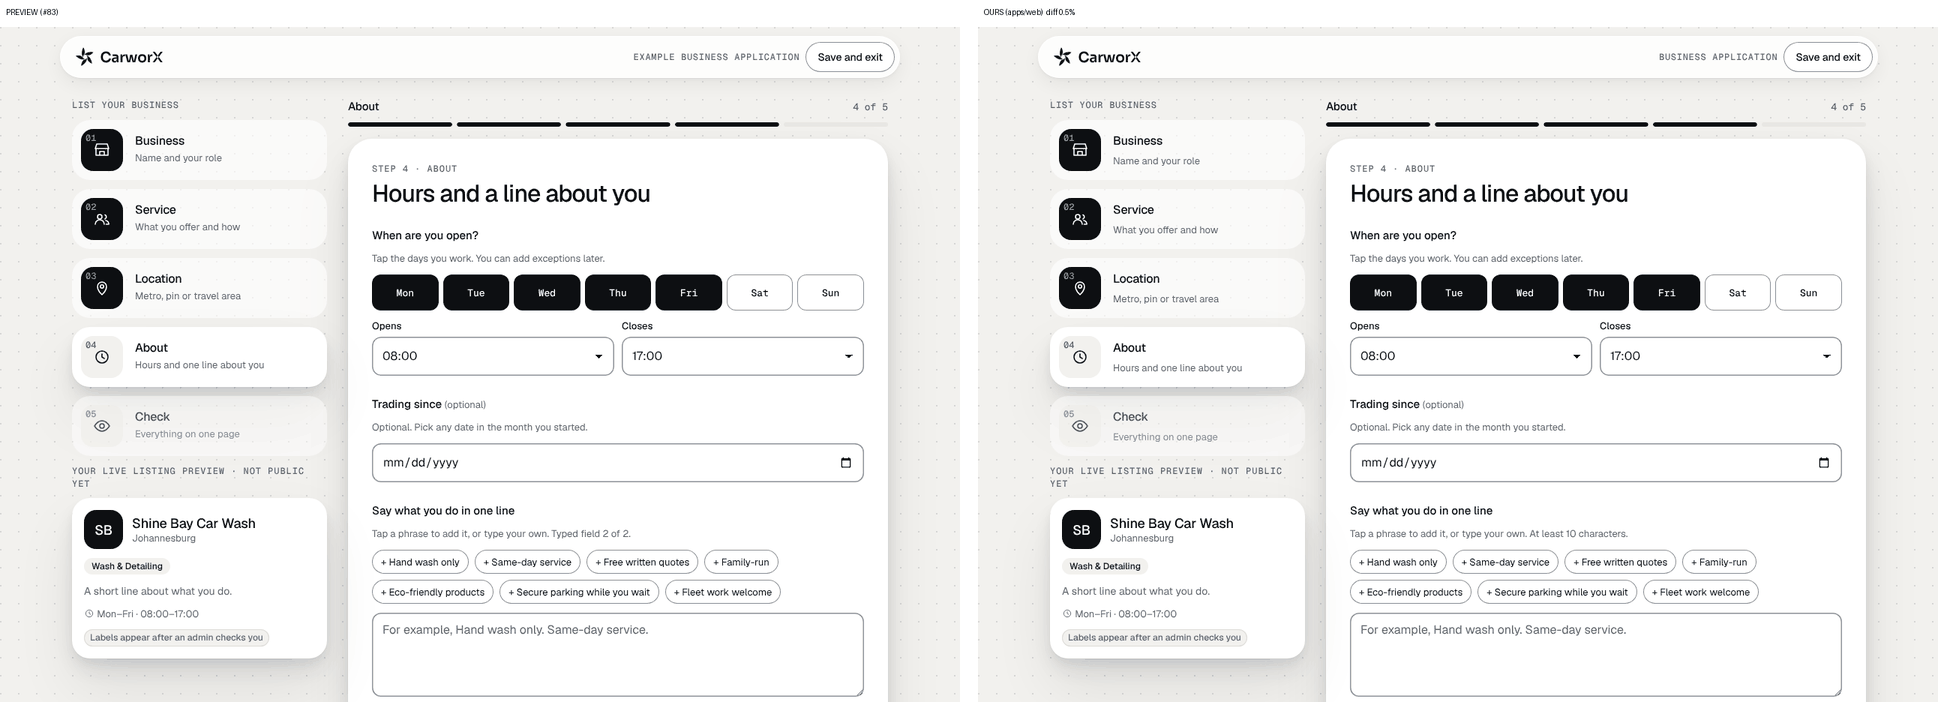 PREVIEW (#83)
CarworX
EXAMPLE BUSINESS APPLICATION
Save and exit
LIST YOUR BUSINESS
01
Business
Name and your role
02
Service
What you offer and how
03
Location
Metro, pin or travel area
04
About
Hours and one line about you
05
Check
Everything on one page
YOUR LIVE LISTING PREVIEW · NOT PUBLIC
YET
SB
Shine Bay Car Wash
Johannesburg
Wash & Detailing
A short line about what you do.
Mon–Fri · 08:00–17:00
Labels appear after an admin checks you
About
4 of 5
STEP 4 · ABOUT
Hours and a line about you
When are you open?
Tap the days you work. You can add exceptions later.
Mon Tue Wed Thu Fri Sat Sun
Opens Closes
08:00 17:00
Trading since (optional)
Optional. Pick any date in the month you started.
mm/dd/yyyy
Say what you do in one line
Tap a phrase to add it, or type your own. Typed field 2 of 2.
+ Hand wash only + Same-day service + Free written quotes + Family-run
+ Eco-friendly products + Secure parking while you wait + Fleet work welcome
For example, Hand wash only. Same-day service.
OURS (apps/web) diff 0.5%
CarworX
BUSINESS APPLICATION
Save and exit
LIST YOUR BUSINESS
01
Business
Name and your role
02
Service
What you offer and how
03
Location
Metro, pin or travel area
04
About
Hours and one line about you
05
Check
Everything on one page
YOUR LIVE LISTING PREVIEW · NOT PUBLIC
YET
SB
Shine Bay Car Wash
Johannesburg
Wash & Detailing
A short line about what you do.
Mon–Fri · 08:00–17:00
Labels appear after an admin checks you
About
4 of 5
STEP 4 · ABOUT
Hours and a line about you
When are you open?
Tap the days you work. You can add exceptions later.
Mon Tue Wed Thu Fri Sat Sun
Opens Closes
08:00 17:00
Trading since (optional)
Optional. Pick any date in the month you started.
mm/dd/yyyy
Say what you do in one line
Tap a phrase to add it, or type your own. At least 10 characters.
+ Hand wash only + Same-day service + Free written quotes + Family-run
+ Eco-friendly products + Secure parking while you wait + Fleet work welcome
For example, Hand wash only. Same-day service.